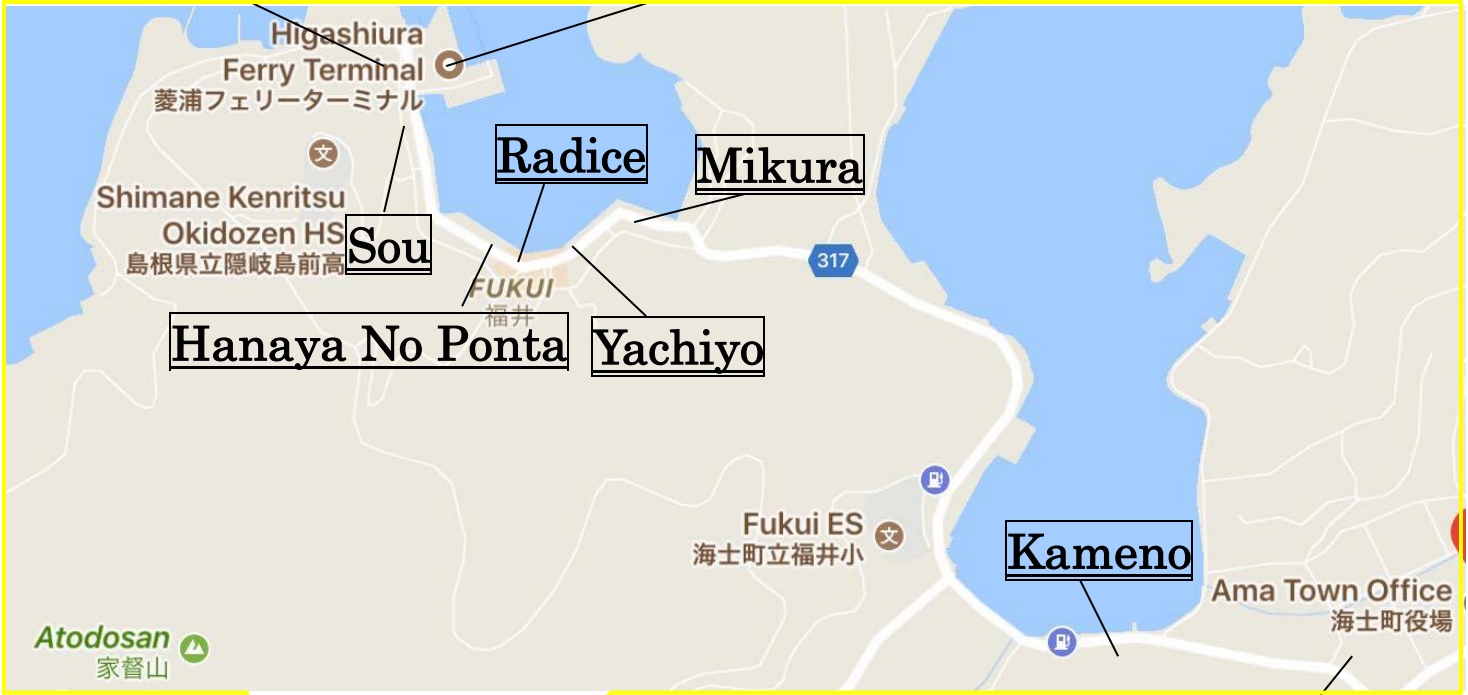 Higashiura
Ferry Terminal
菱浦フェリーターミナル
文
Radice
Mikura
Shimane Kenritsu
Okidozen HS
島根県立隠岐島前高
Sou
317
FUKUI
福井
Hanaya No Ponta
Yachiyo
Fukui ES
海士町立福井小
文
Kameno
Ama Town Office
海士町役場
Atodosan
家督山